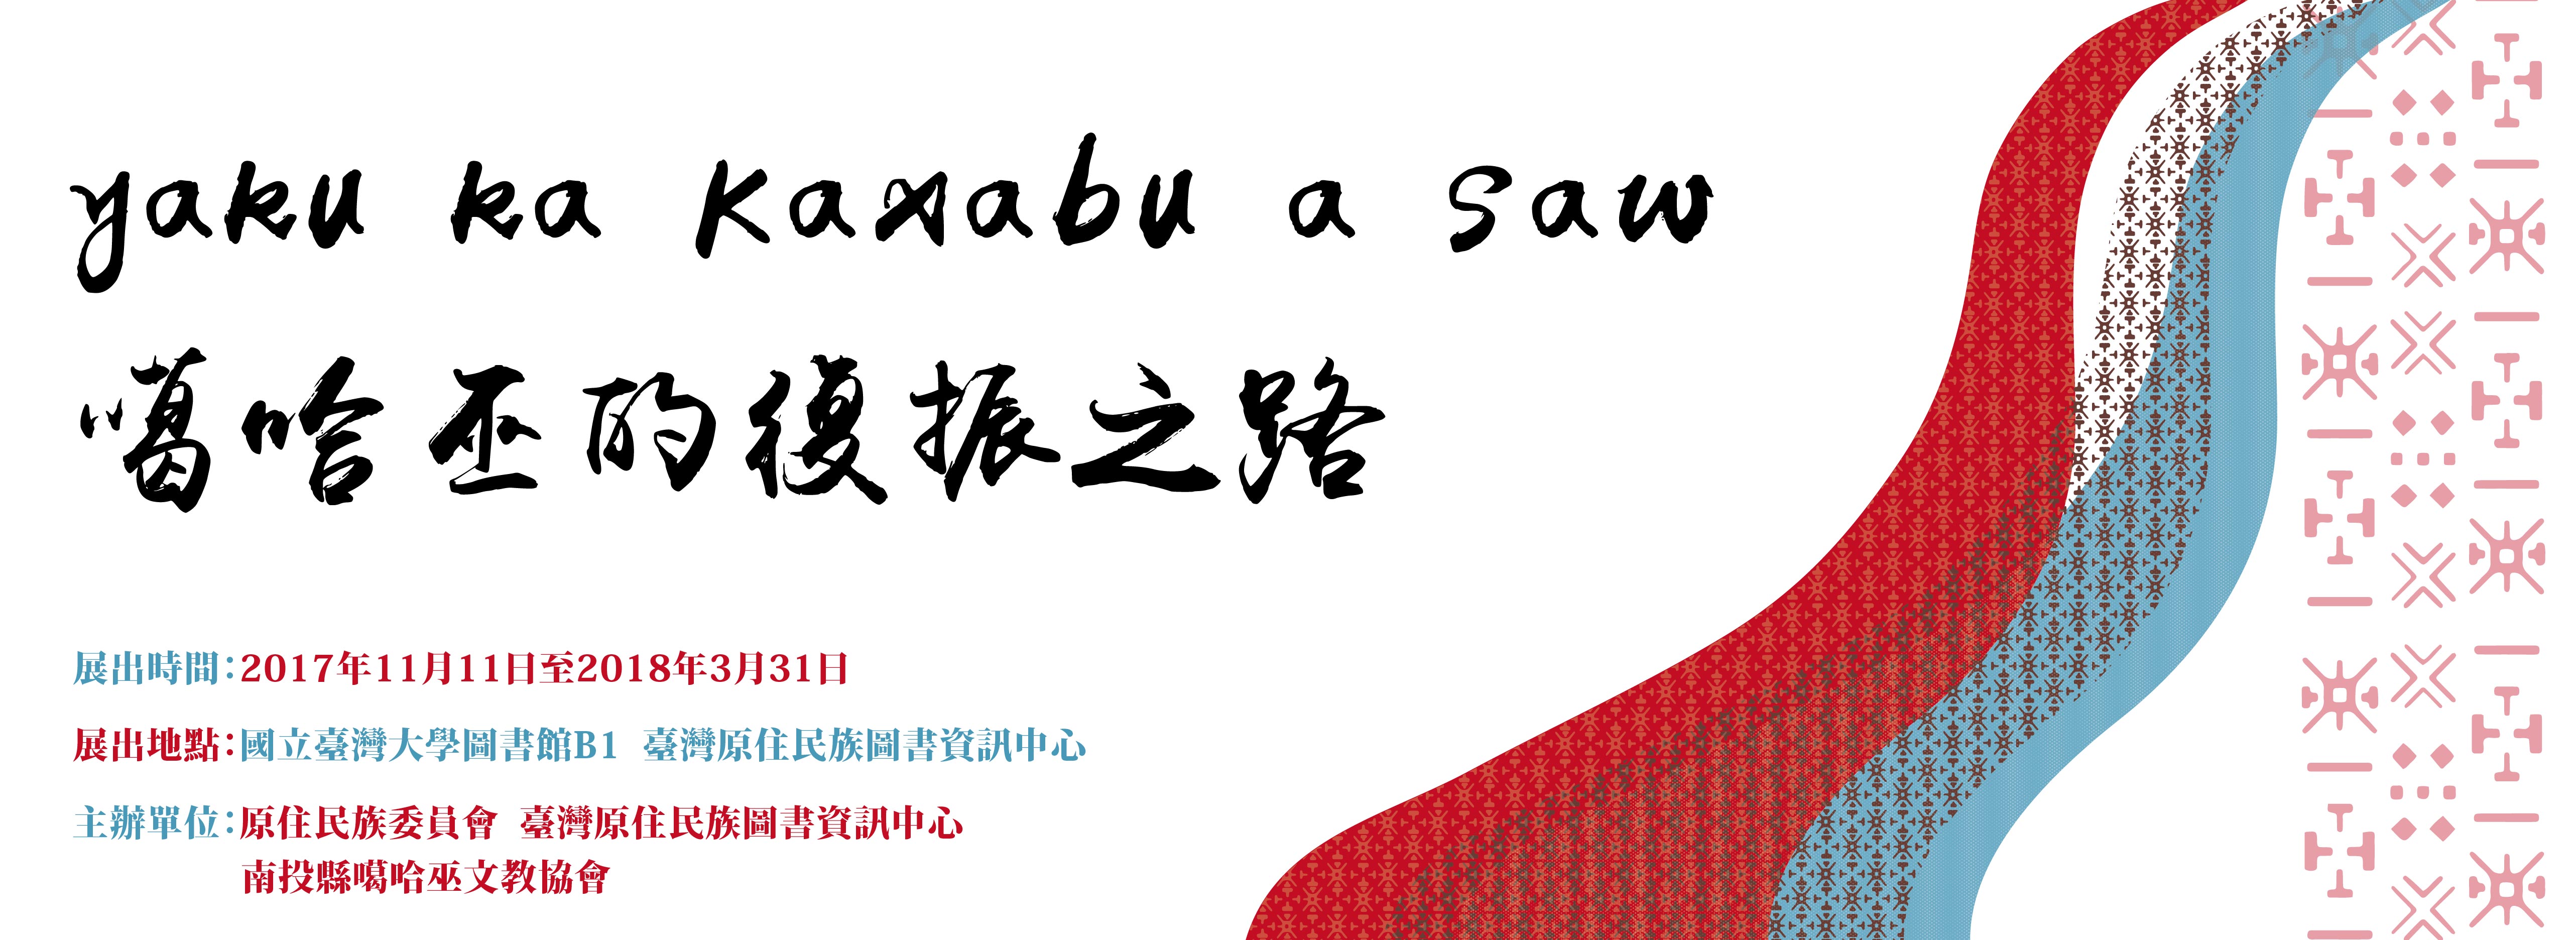 yaku ka Kaxabu a saw
噶哈巫的復振之路
展出時間：2017年11月11日至2018年3月31日
展出地點：國立臺灣大學圖書館B1 臺灣原住民族圖書資訊中心
主辦單位：原住民族委員會 臺灣原住民族圖書資訊中心
南投縣噶哈巫文教協會